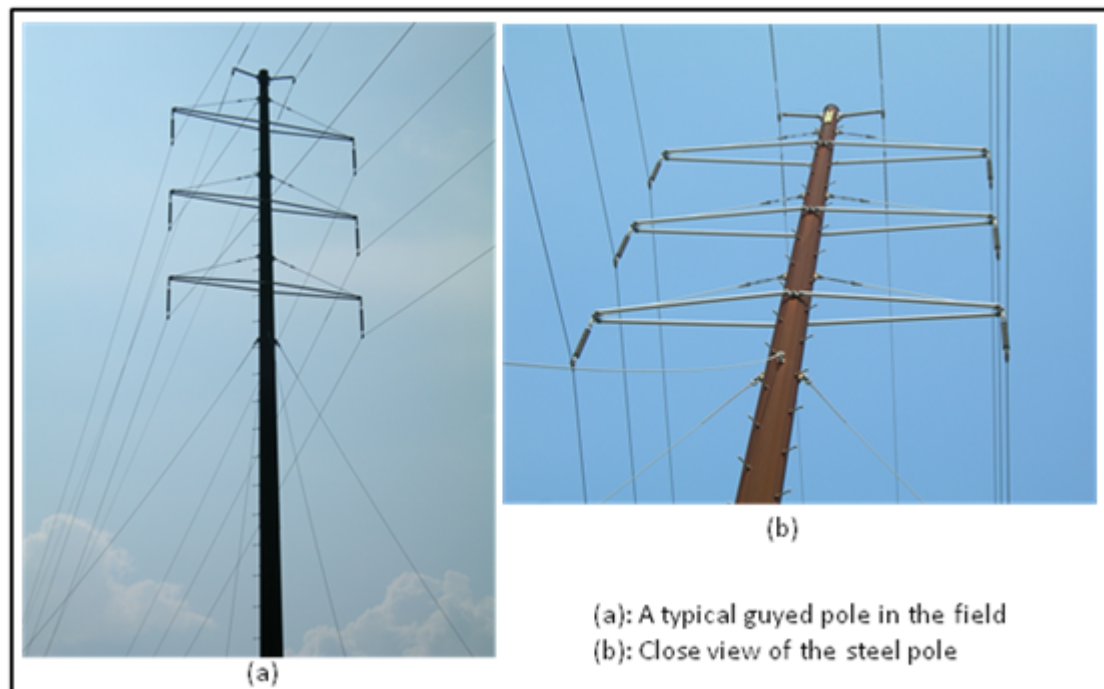 (a)
(b)
(a): A typical guyed pole in the field
(b): Close view of the steel pole